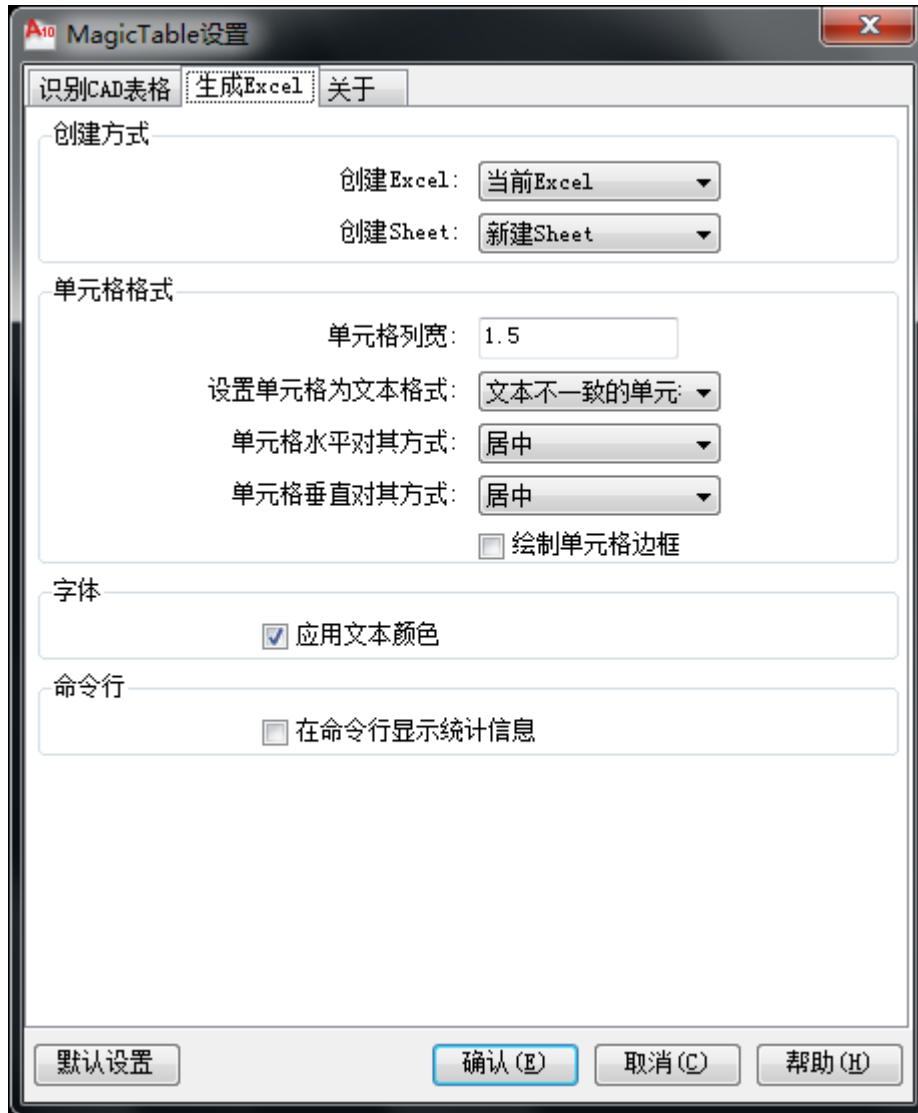 A10 MagicTable设置
识别CAD表格 生成Excel 关于
创建方式
创建Excel: 当前Excel
创建Sheet: 新建Sheet
单元格格式
单元格列宽: 1.5
设置单元格为文本格式: 文本不一致的单元
单元格水平对其方式: 居中
单元格垂直对其方式: 居中
绘制单元格边框
字体
应用文本颜色
命令行
在命令行显示统计信息
默认设置 确认(E) 取消(C) 帮助(H)